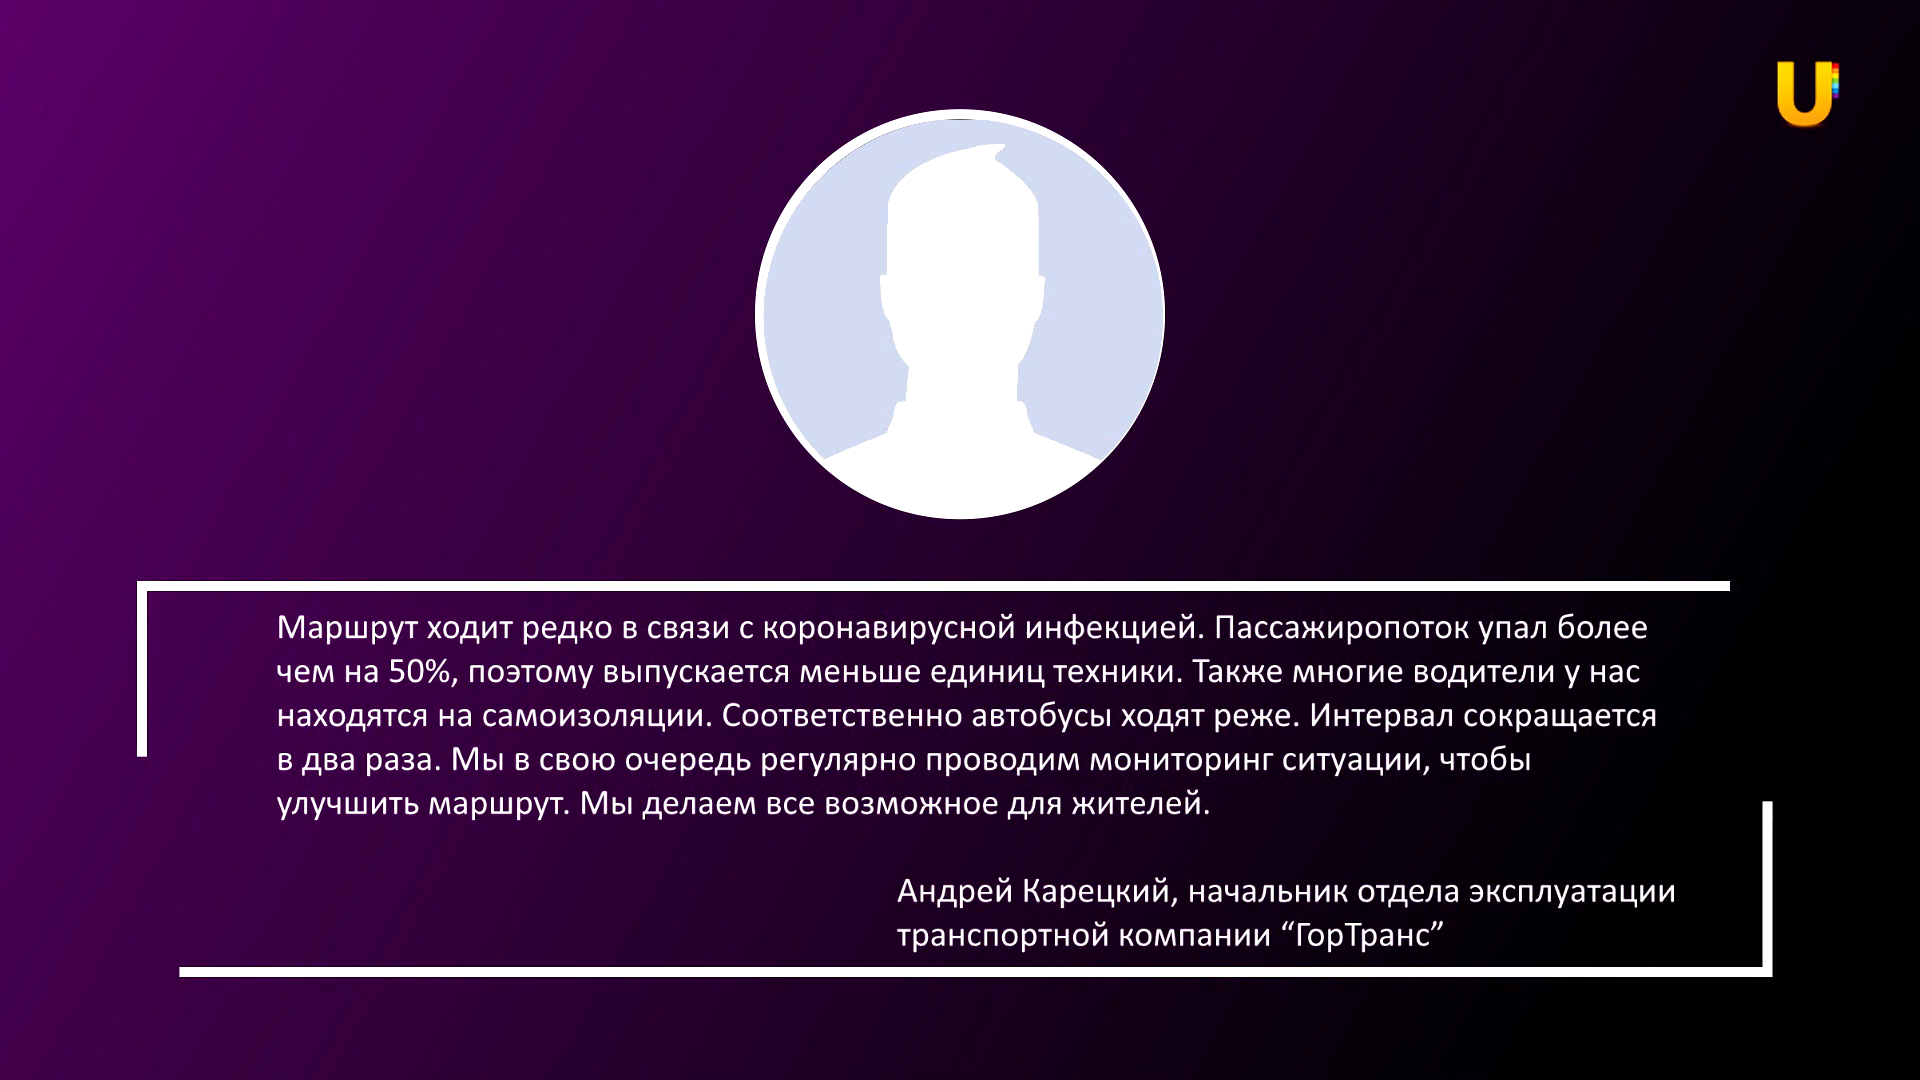 U
Маршрут ходит редко в связи с коронавирусной инфекцией. Пассажиропоток упал более
чем на 50%, поэтому выпускается меньше единиц техники. Также многие водители у нас
находятся на самоизоляции. Соответственно автобусы ходят реже. Интервал сокращается
в два раза. Мы в свою очередь регулярно проводим мониторинг ситуации, чтобы
улучшить маршрут. Мы делаем все возможное для жителей.
Андрей Карецкий, начальник отдела эксплуатации
транспортной компании “ГорТранс”